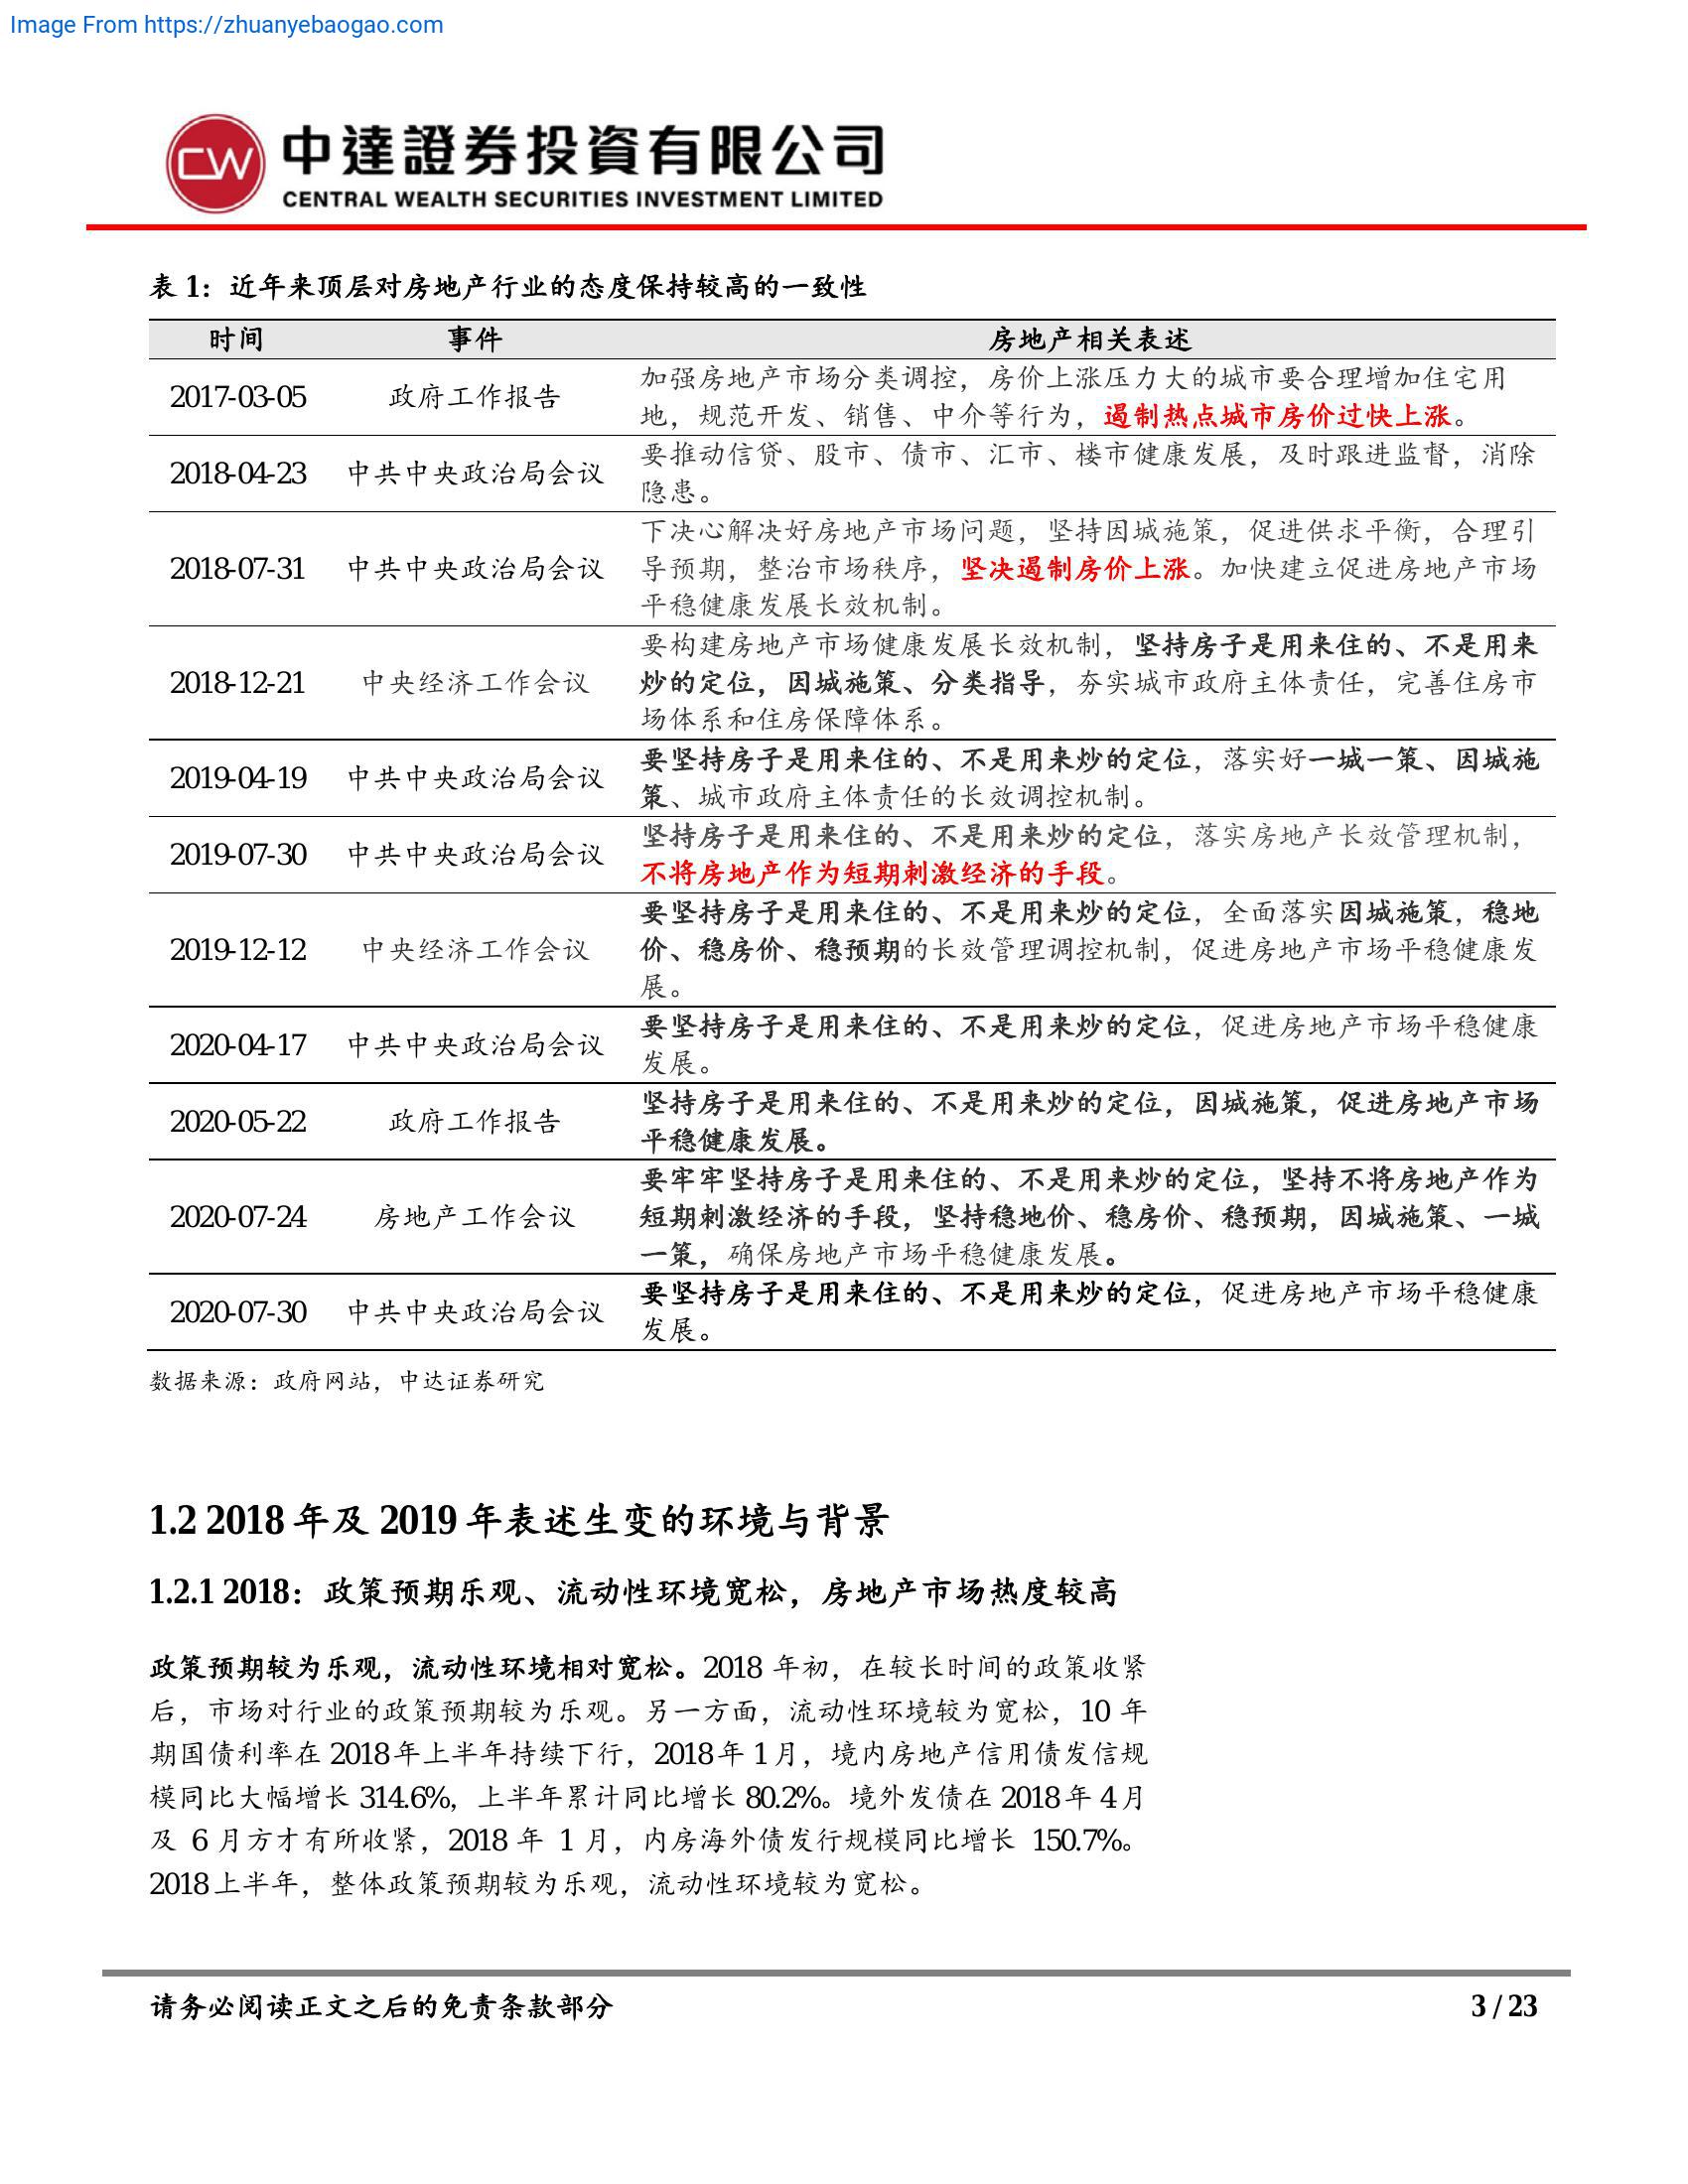 Image From https://zhuanyebaogao.com
CW
中達證券投資有限公司
CENTRAL WEALTH SECURITIES INVESTMENT LIMITED
表 1：近年来顶层对房地产行业的态度保持较高的一致性
时间 事件 房地产相关表述
2017-03-05 政府工作报告 加强房地产市场分类调控，房价上涨压力大的城市要合理增加住宅用
地，规范开发、销售、中介等行为，遏制热点城市房价过快上涨。
2018-04-23 中共中央政治局会议 要推动信贷、股市、债市、汇市、楼市健康发展，及时跟进监督，消除
隐患。
下决心解决好房地产市场问题，坚持因城施策，促进供求平衡，合理引
2018-07-31 中共中央政治局会议 导预期，整治市场秩序，坚决遏制房价上涨。加快建立促进房地产市场
平稳健康发展长效机制。
要构建房地产市场健康发展长效机制，坚持房子是用来住的、不是用来
2018-12-21 中央经济工作会议 炒的定位，因城施策、分类指导，夯实城市政府主体责任，完善住房市
场体系和住房保障体系。
2019-04-19 中共中央政治局会议 要坚持房子是用来住的、不是用来炒的定位，落实好一城一策、因城施
策、城市政府主体责任的长效调控机制。
2019-07-30 中共中央政治局会议 坚持房子是用来住的、不是用来炒的定位，落实房地产长效管理机制，
不将房地产作为短期刺激经济的手段。
要坚持房子是用来住的、不是用来炒的定位，全面落实因城施策，稳地
2019-12-12 中央经济工作会议 价、稳房价、稳预期的长效管理调控机制，促进房地产市场平稳健康发
展。
2020-04-17 中共中央政治局会议 要坚持房子是用来住的、不是用来炒的定位，促进房地产市场平稳健康
发展。
2020-05-22 政府工作报告 坚持房子是用来住的、不是用来炒的定位，因城施策，促进房地产市场
平稳健康发展。
要牢牢坚持房子是用来住的、不是用来炒的定位，坚持不将房地产作为
2020-07-24 房地产工作会议 短期刺激经济的手段，坚持稳地价、稳房价、稳预期，因城施策、一城
一策，确保房地产市场平稳健康发展。
2020-07-30 中共中央政治局会议 要坚持房子是用来住的、不是用来炒的定位，促进房地产市场平稳健康
发展。
数据来源：政府网站，中达证券研究
1.2 2018 年及 2019 年表述生变的环境与背景
1.2.1 2018：政策预期乐观、流动性环境宽松，房地产市场热度较高
政策预期较为乐观，流动性环境相对宽松。2018 年初，在较长时间的政策收紧
后，市场对行业的政策预期较为乐观。另一方面，流动性环境较为宽松，10 年
期国债利率在 2018 年上半年持续下行，2018 年 1 月，境内房地产信用债发信规
模同比大幅增长 314.6%，上半年累计同比增长 80.2%。境外发债在 2018 年 4 月
及 6 月方才有所收紧，2018 年 1 月，内房海外债发行规模同比增长 150.7%。
2018 上半年，整体政策预期较为乐观，流动性环境较为宽松。
请务必阅读正文之后的免责条款部分 3 / 23